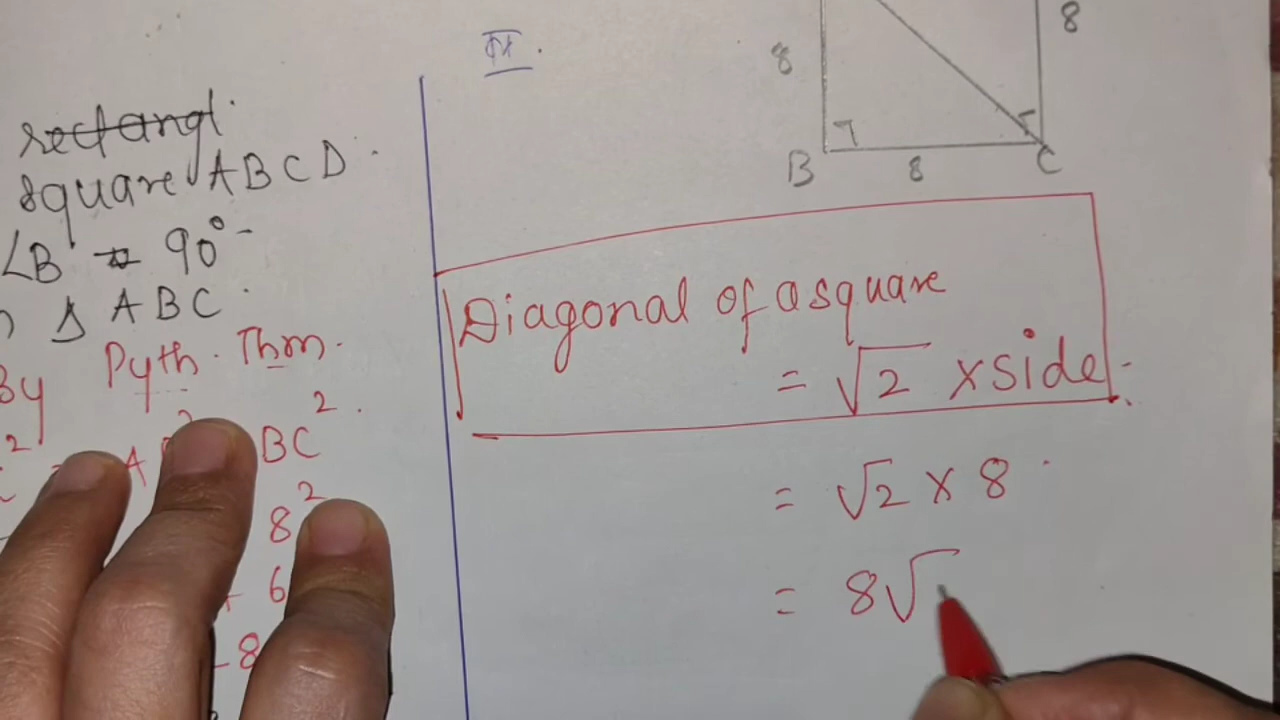 rectangl.
square ABCD.
∠B = 90°
Δ ABC.
By Pyth. Thm.
BC².
8²
6
8
8
8
B
8
C
Diagonal of a square
= √2 × side.
= √2 × 8
= 8√